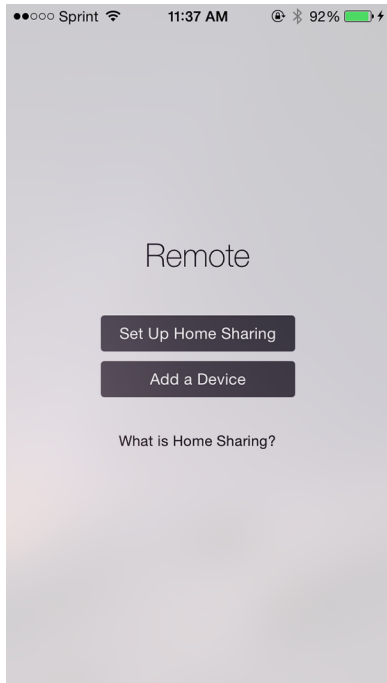 Sprint 11:37 AM 92%
Remote
Set Up Home Sharing
Add a Device
What is Home Sharing?